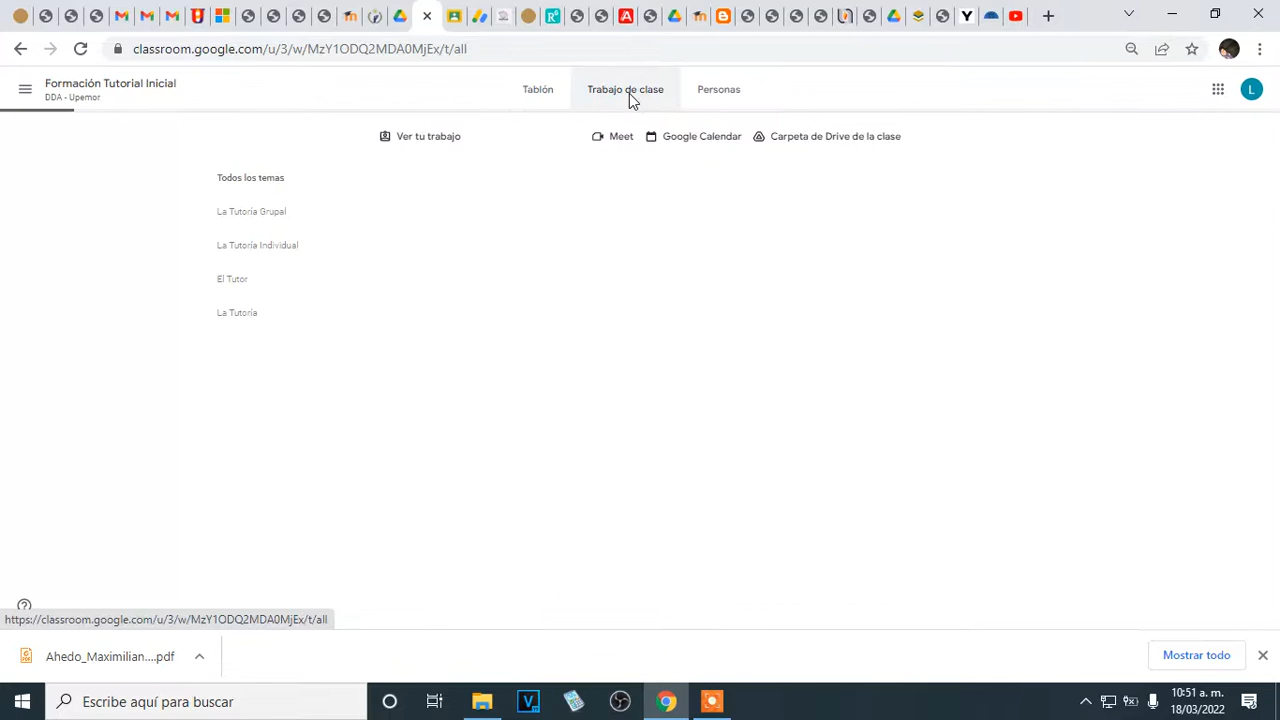 classroom.google.com/u/3/w/MzY1ODQ2MDA0MjEx/t/all
Formación Tutorial Inicial
DDA - Upemor
Tablón
Trabajo de clase
Personas
L
Ver tu trabajo
Meet
Google Calendar
Carpeta de Drive de la clase
Todos los temas
La Tutoría Grupal
La Tutoría Individual
El Tutor
La Tutoría
https://classroom.google.com/u/3/w/MzY1ODQ2MDA0MjEx/t/all
Ahedo_Maximilian....pdf
Mostrar todo
Escribe aquí para buscar
10:51 a. m.
18/03/2022